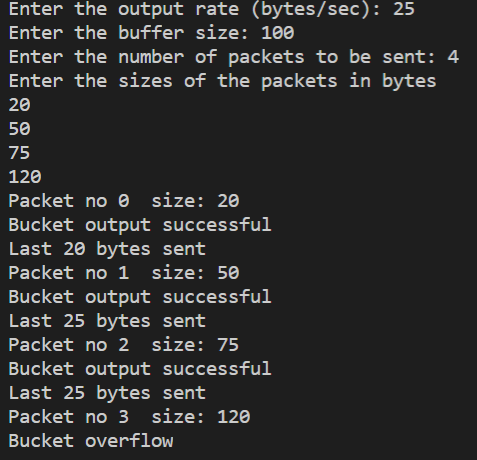 Enter the output rate (bytes/sec): 25
Enter the buffer size: 100
Enter the number of packets to be sent: 4
Enter the sizes of the packets in bytes
20
50
75
120
Packet no 0  size: 20
Bucket output successful
Last 20 bytes sent
Packet no 1  size: 50
Bucket output successful
Last 25 bytes sent
Packet no 2  size: 75
Bucket output successful
Last 25 bytes sent
Packet no 3  size: 120
Bucket overflow